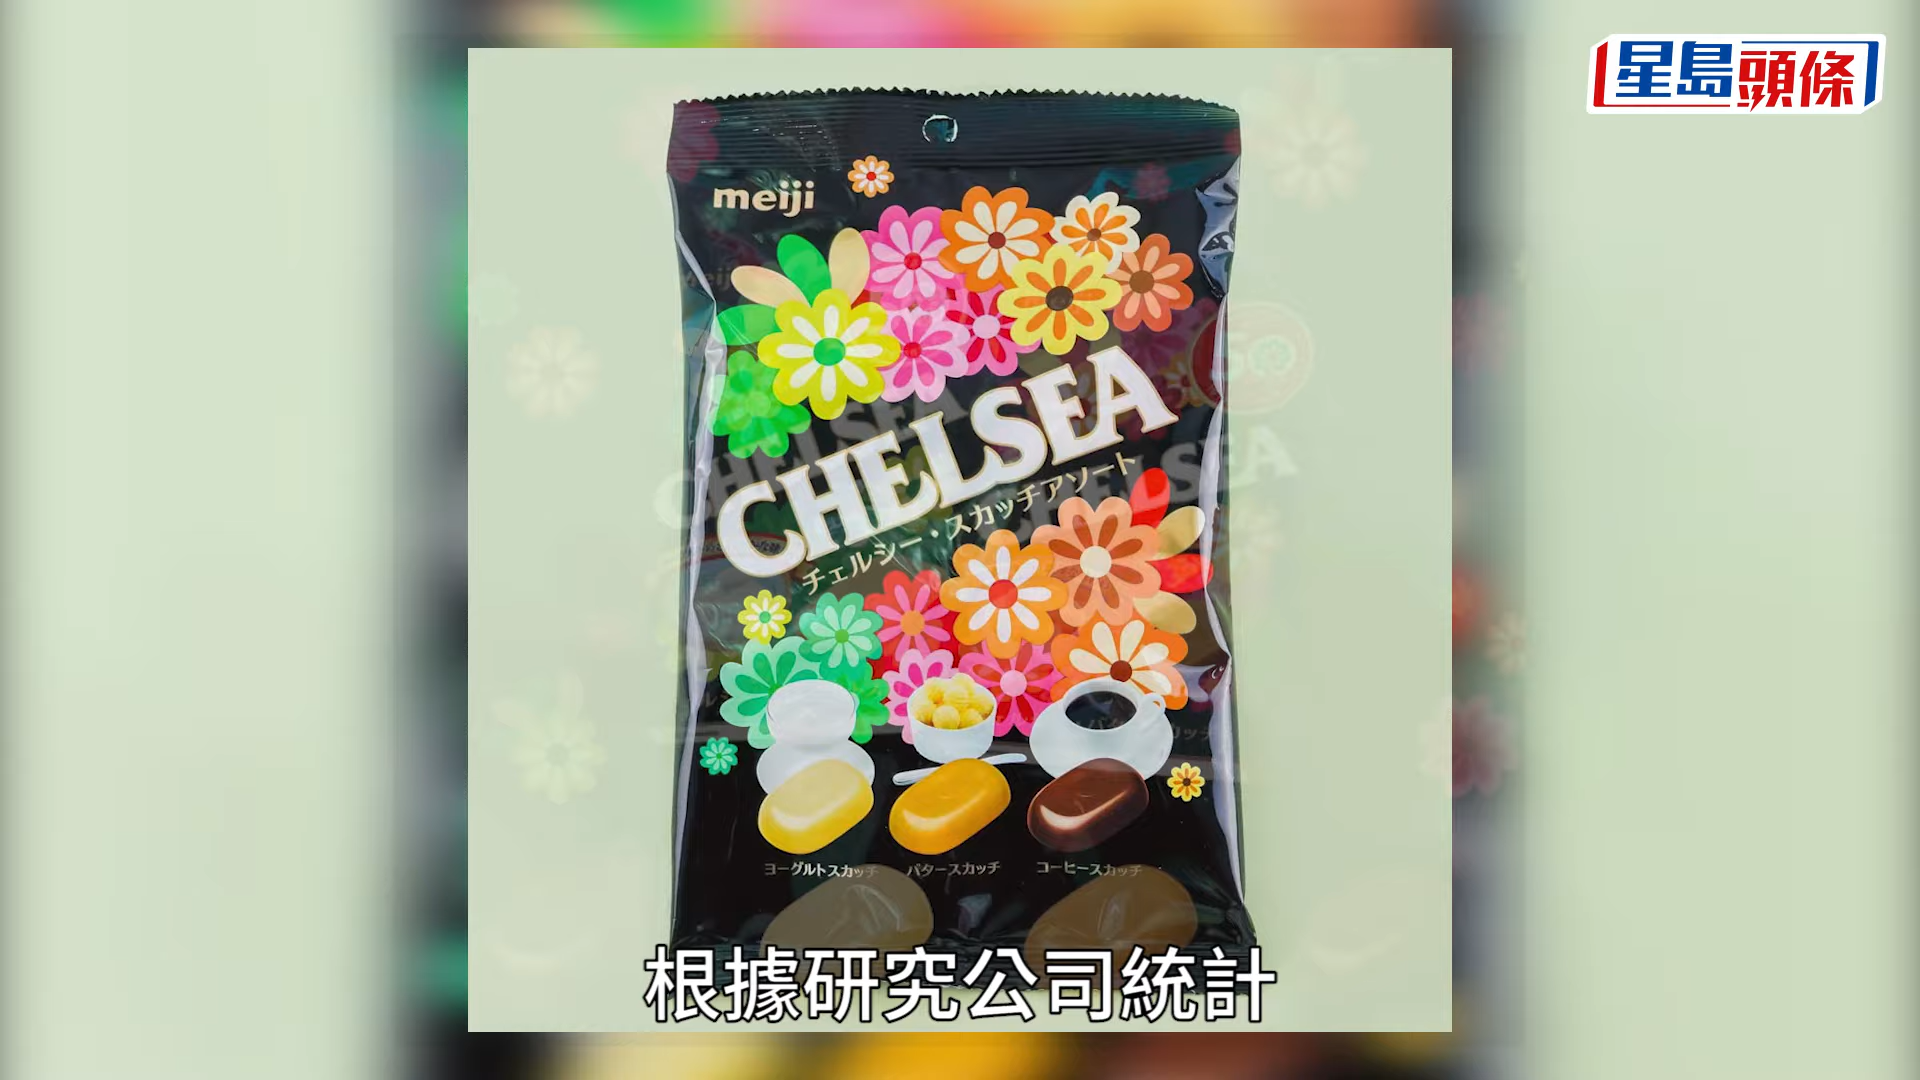 星島頭條
meiji
CHELSEA
チェルシー・スカッチアソート
ヨーグルトスカッチ
バタースカッチ
コーヒースカッチ
根據研究公司統計